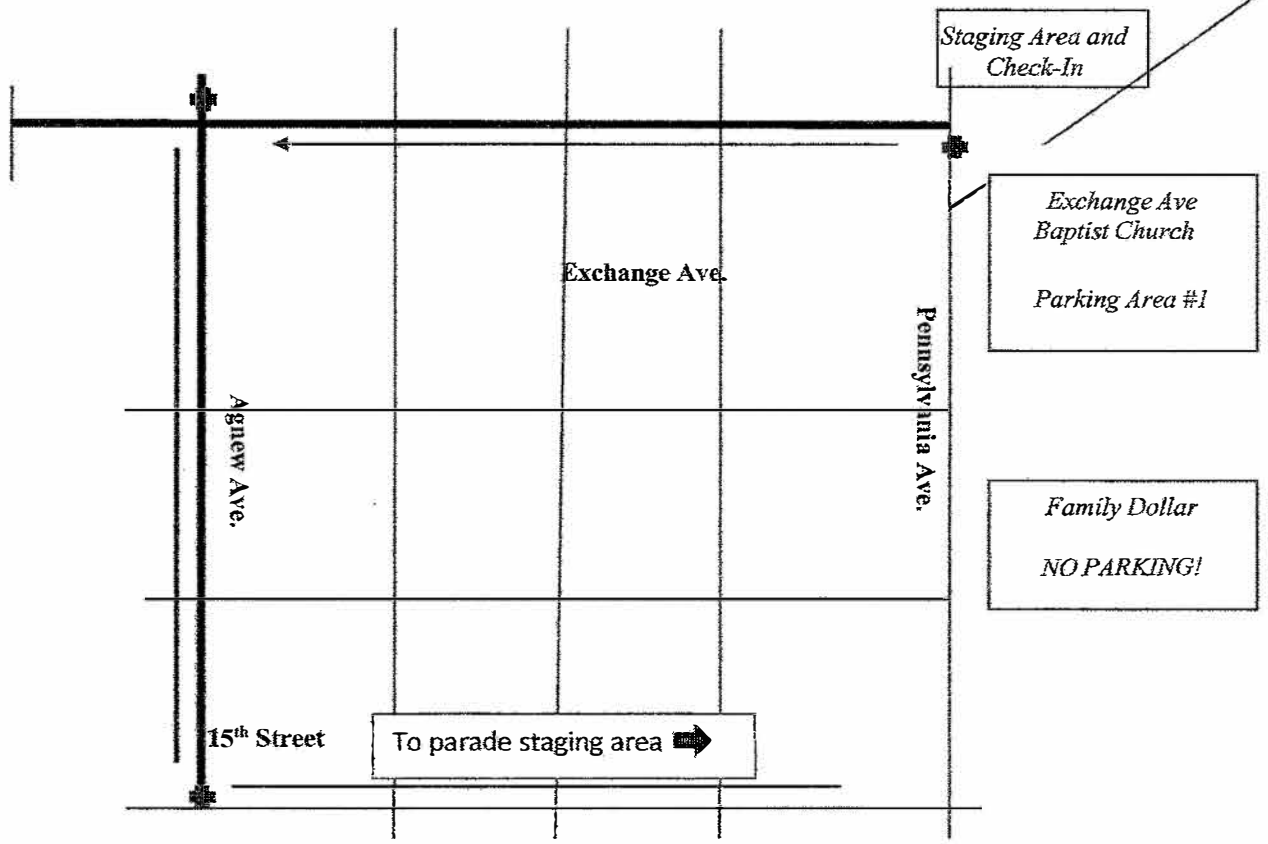 Staging Area and
Check-In
Exchange Ave
Baptist Church
Parking Area #1
Exchange Ave.
Pennsylvania Ave.
Agnew Ave.
Family Dollar
NO PARKING!
15th Street
To parade staging area